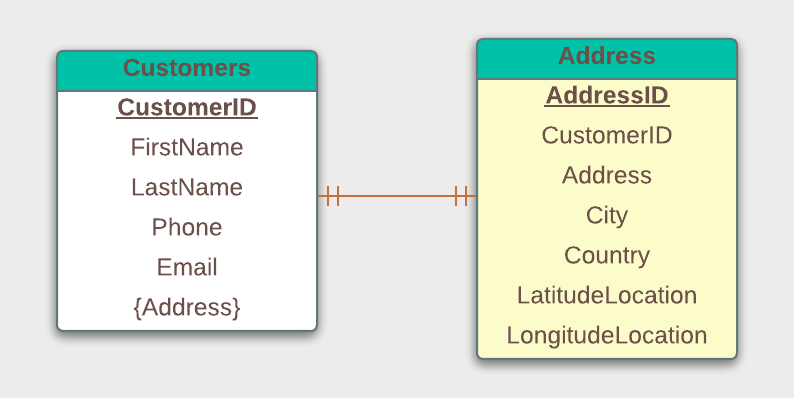 Customers
CustomerID
FirstName
LastName
Phone
Email
{Address}
Address
AddressID
CustomerID
Address
City
Country
LatitudeLocation
LongitudeLocation